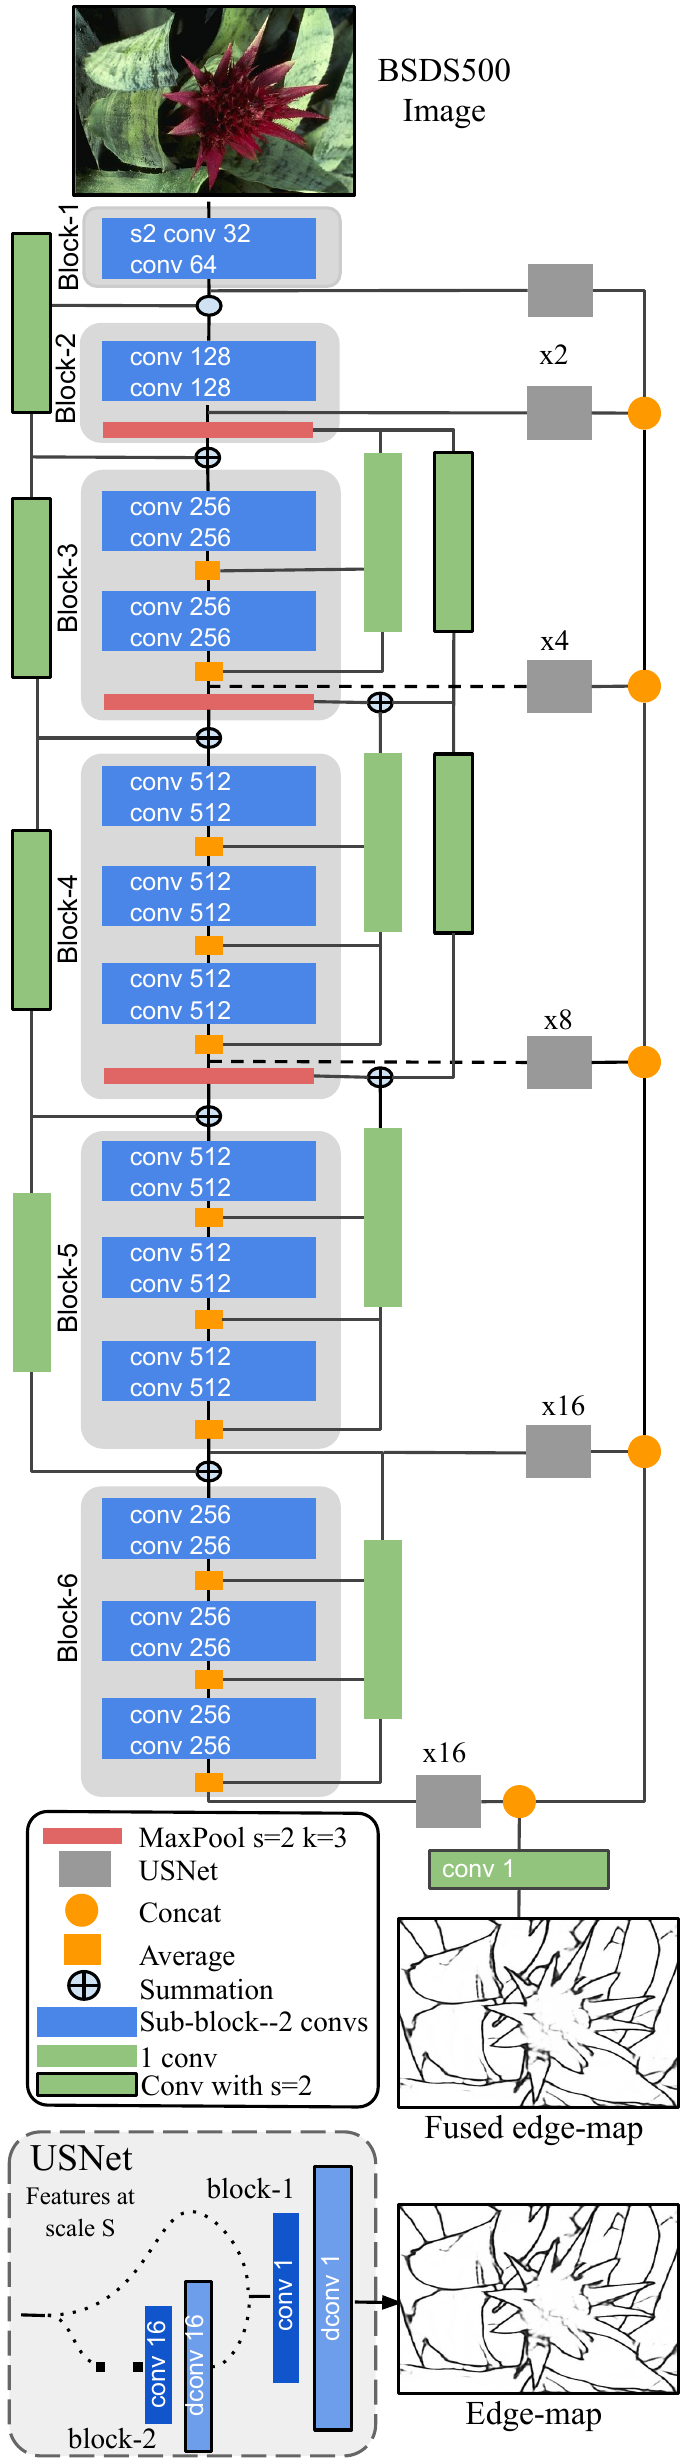 BSDS500
Image
Block-1
s2 conv 32
conv 64
Block-2
conv 128
conv 128
x2
Block-3
conv 256
conv 256
conv 256
conv 256
x4
Block-4
conv 512
conv 512
conv 512
conv 512
conv 512
conv 512
x8
Block-5
conv 512
conv 512
conv 512
conv 512
conv 512
conv 512
x16
Block-6
conv 256
conv 256
conv 256
conv 256
conv 256
conv 256
x16
conv 1
MaxPool s=2 k=3
USNet
Concat
Average
Summation
Sub-block--2 convs
1 conv
Conv with s=2
Fused edge-map
USNet
Features at
scale S
block-1
conv 1
dconv 1
conv 16
dconv 16
block-2
Edge-map